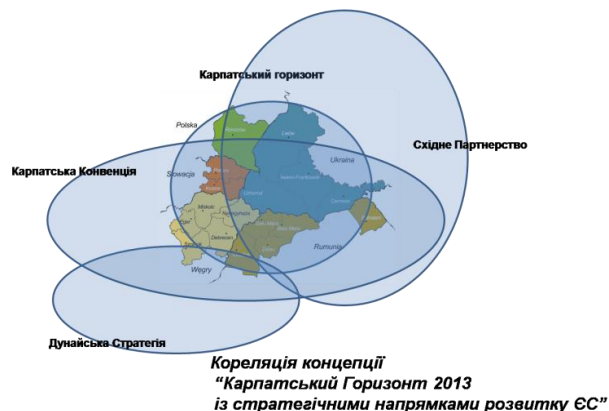 Карпатський горизонт
Polska
Східне Партнерство
Ukraina
Карпатська Конвенція
Słowacja
Rumunia
Węgry
Дунайська Стратегія
Кореляція концепції
“Карпатський Горизонт 2013
із стратегічними напрямками розвитку ЄС”